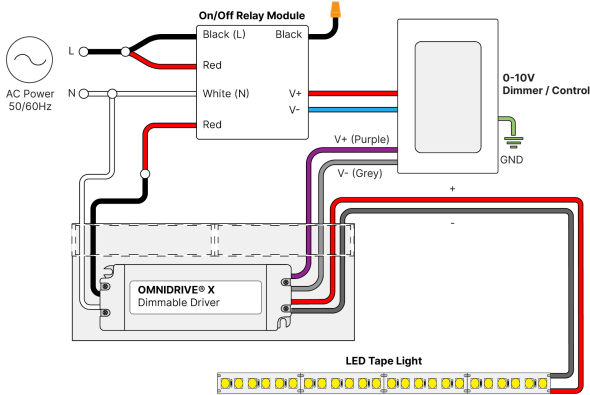 On/Off Relay Module
Black (L)
Black
L
Red
N
White (N)
V+
AC Power
50/60Hz
V-
Red
0-10V
Dimmer / Control
V+ (Purple)
GND
V- (Grey)
+
-
OMNIDRIVE® X
Dimmable Driver
LED Tape Light